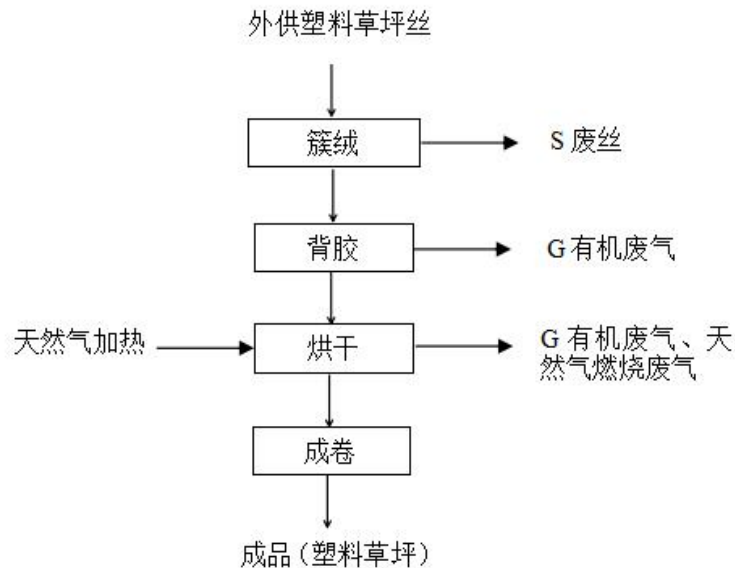 外供塑料草坪丝
簇绒
S 废丝
背胶
G 有机废气
天然气加热
烘干
G 有机废气、天
然气燃烧废气
成卷
成品（塑料草坪）